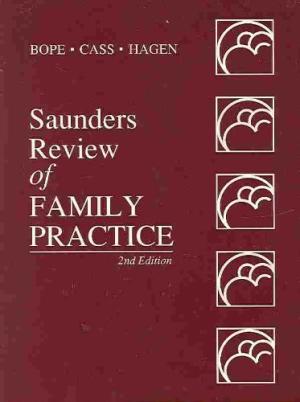 BOPE • CASS • HAGEN
Saunders
Review
of
FAMILY
PRACTICE
2nd Edition